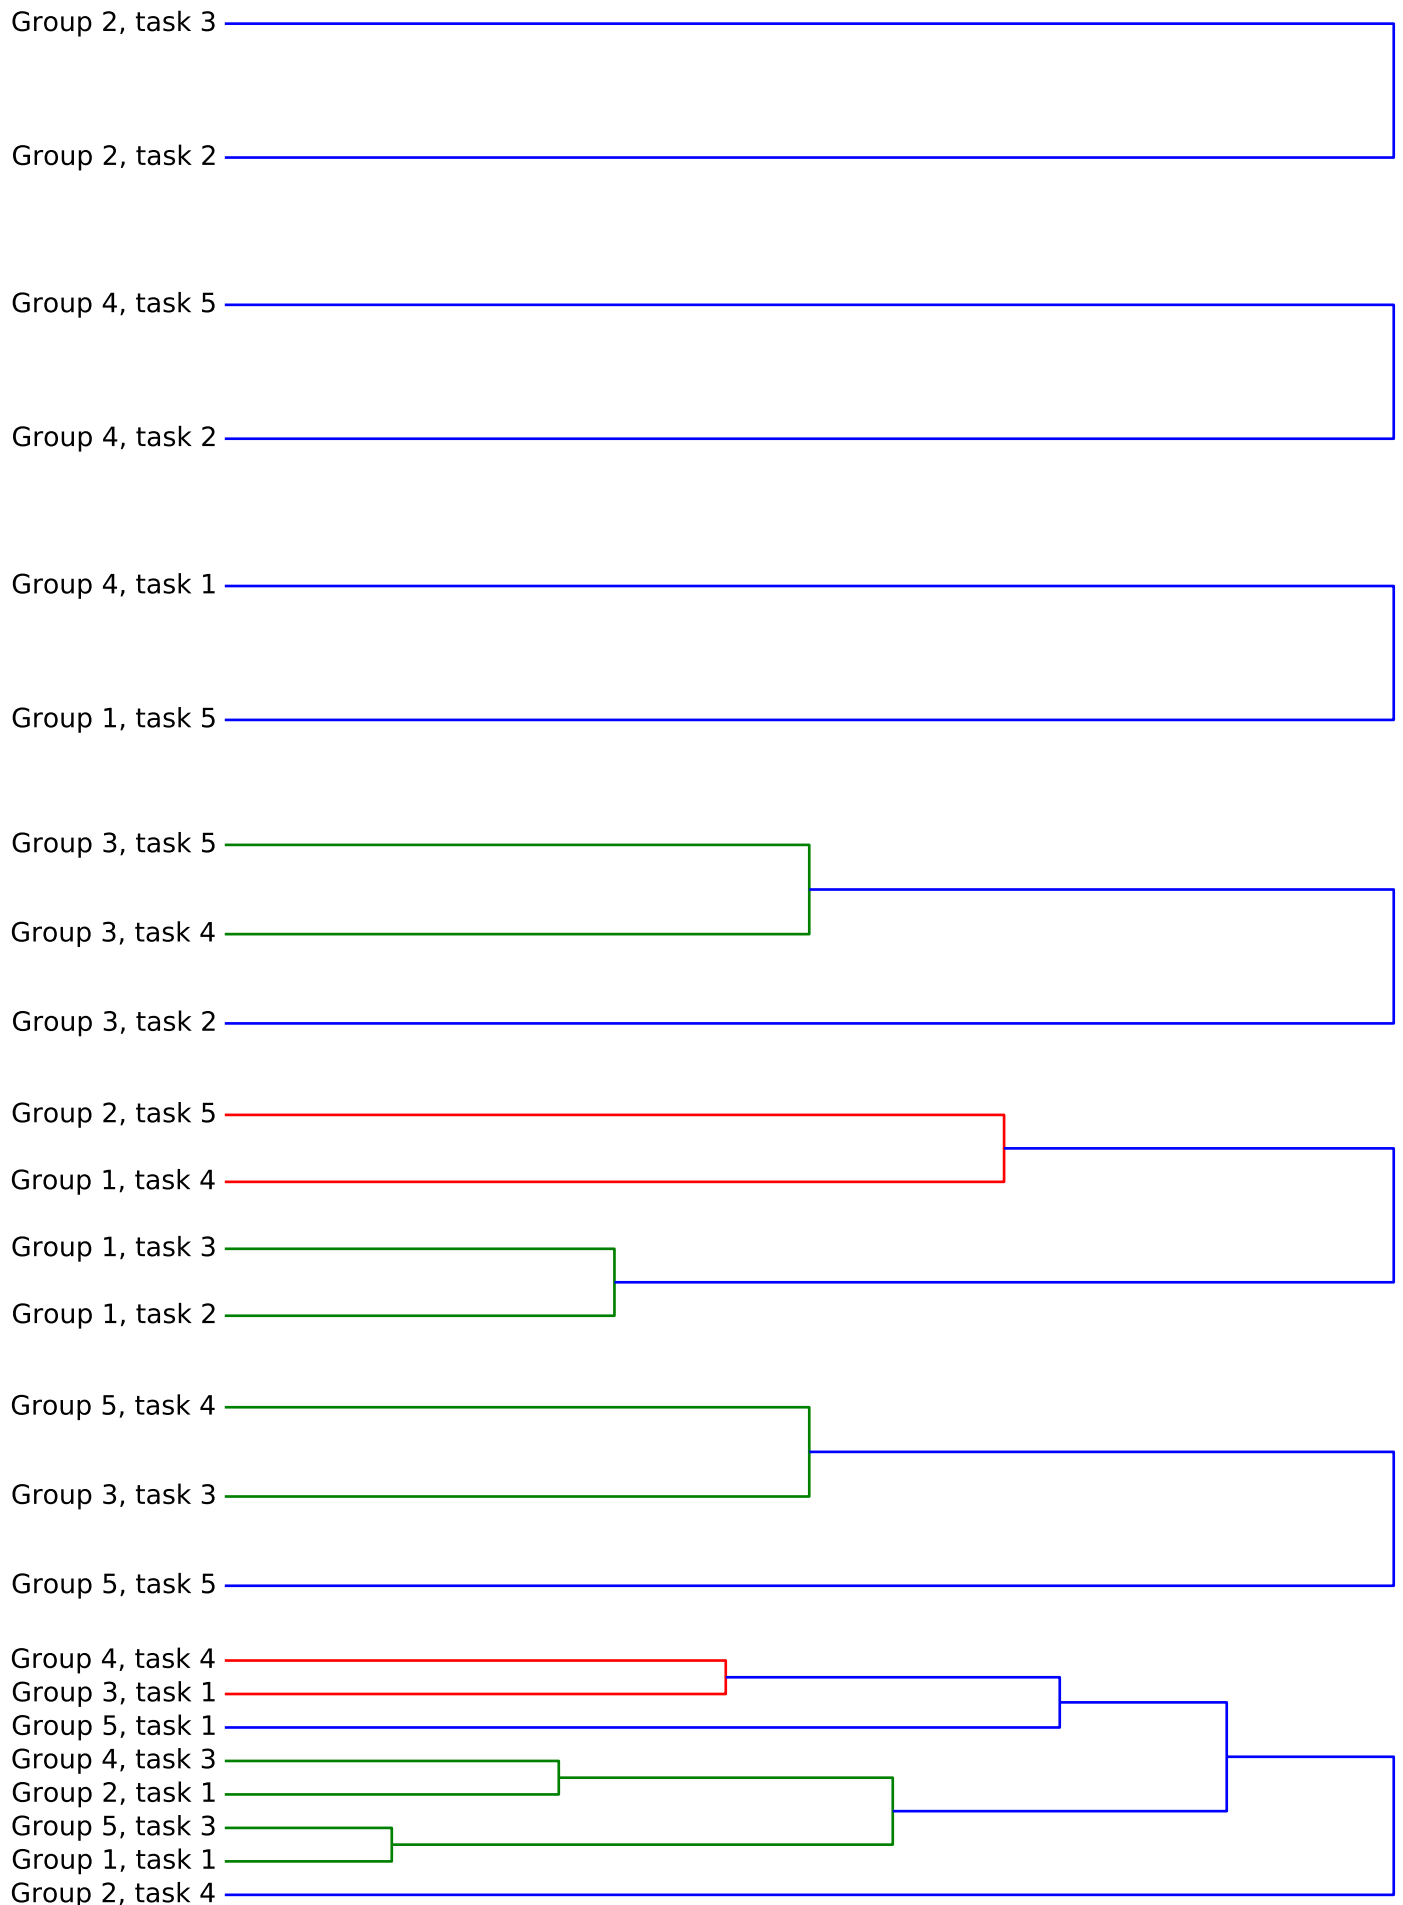 Group 2, task 3
Group 2, task 2
Group 4, task 5
Group 4, task 2
Group 4, task 1
Group 1, task 5
Group 3, task 5
Group 3, task 4
Group 3, task 2
Group 2, task 5
Group 1, task 4
Group 1, task 3
Group 1, task 2
Group 5, task 4
Group 3, task 3
Group 5, task 5
Group 4, task 4
Group 3, task 1
Group 5, task 1
Group 4, task 3
Group 2, task 1
Group 5, task 3
Group 1, task 1
Group 2, task 4